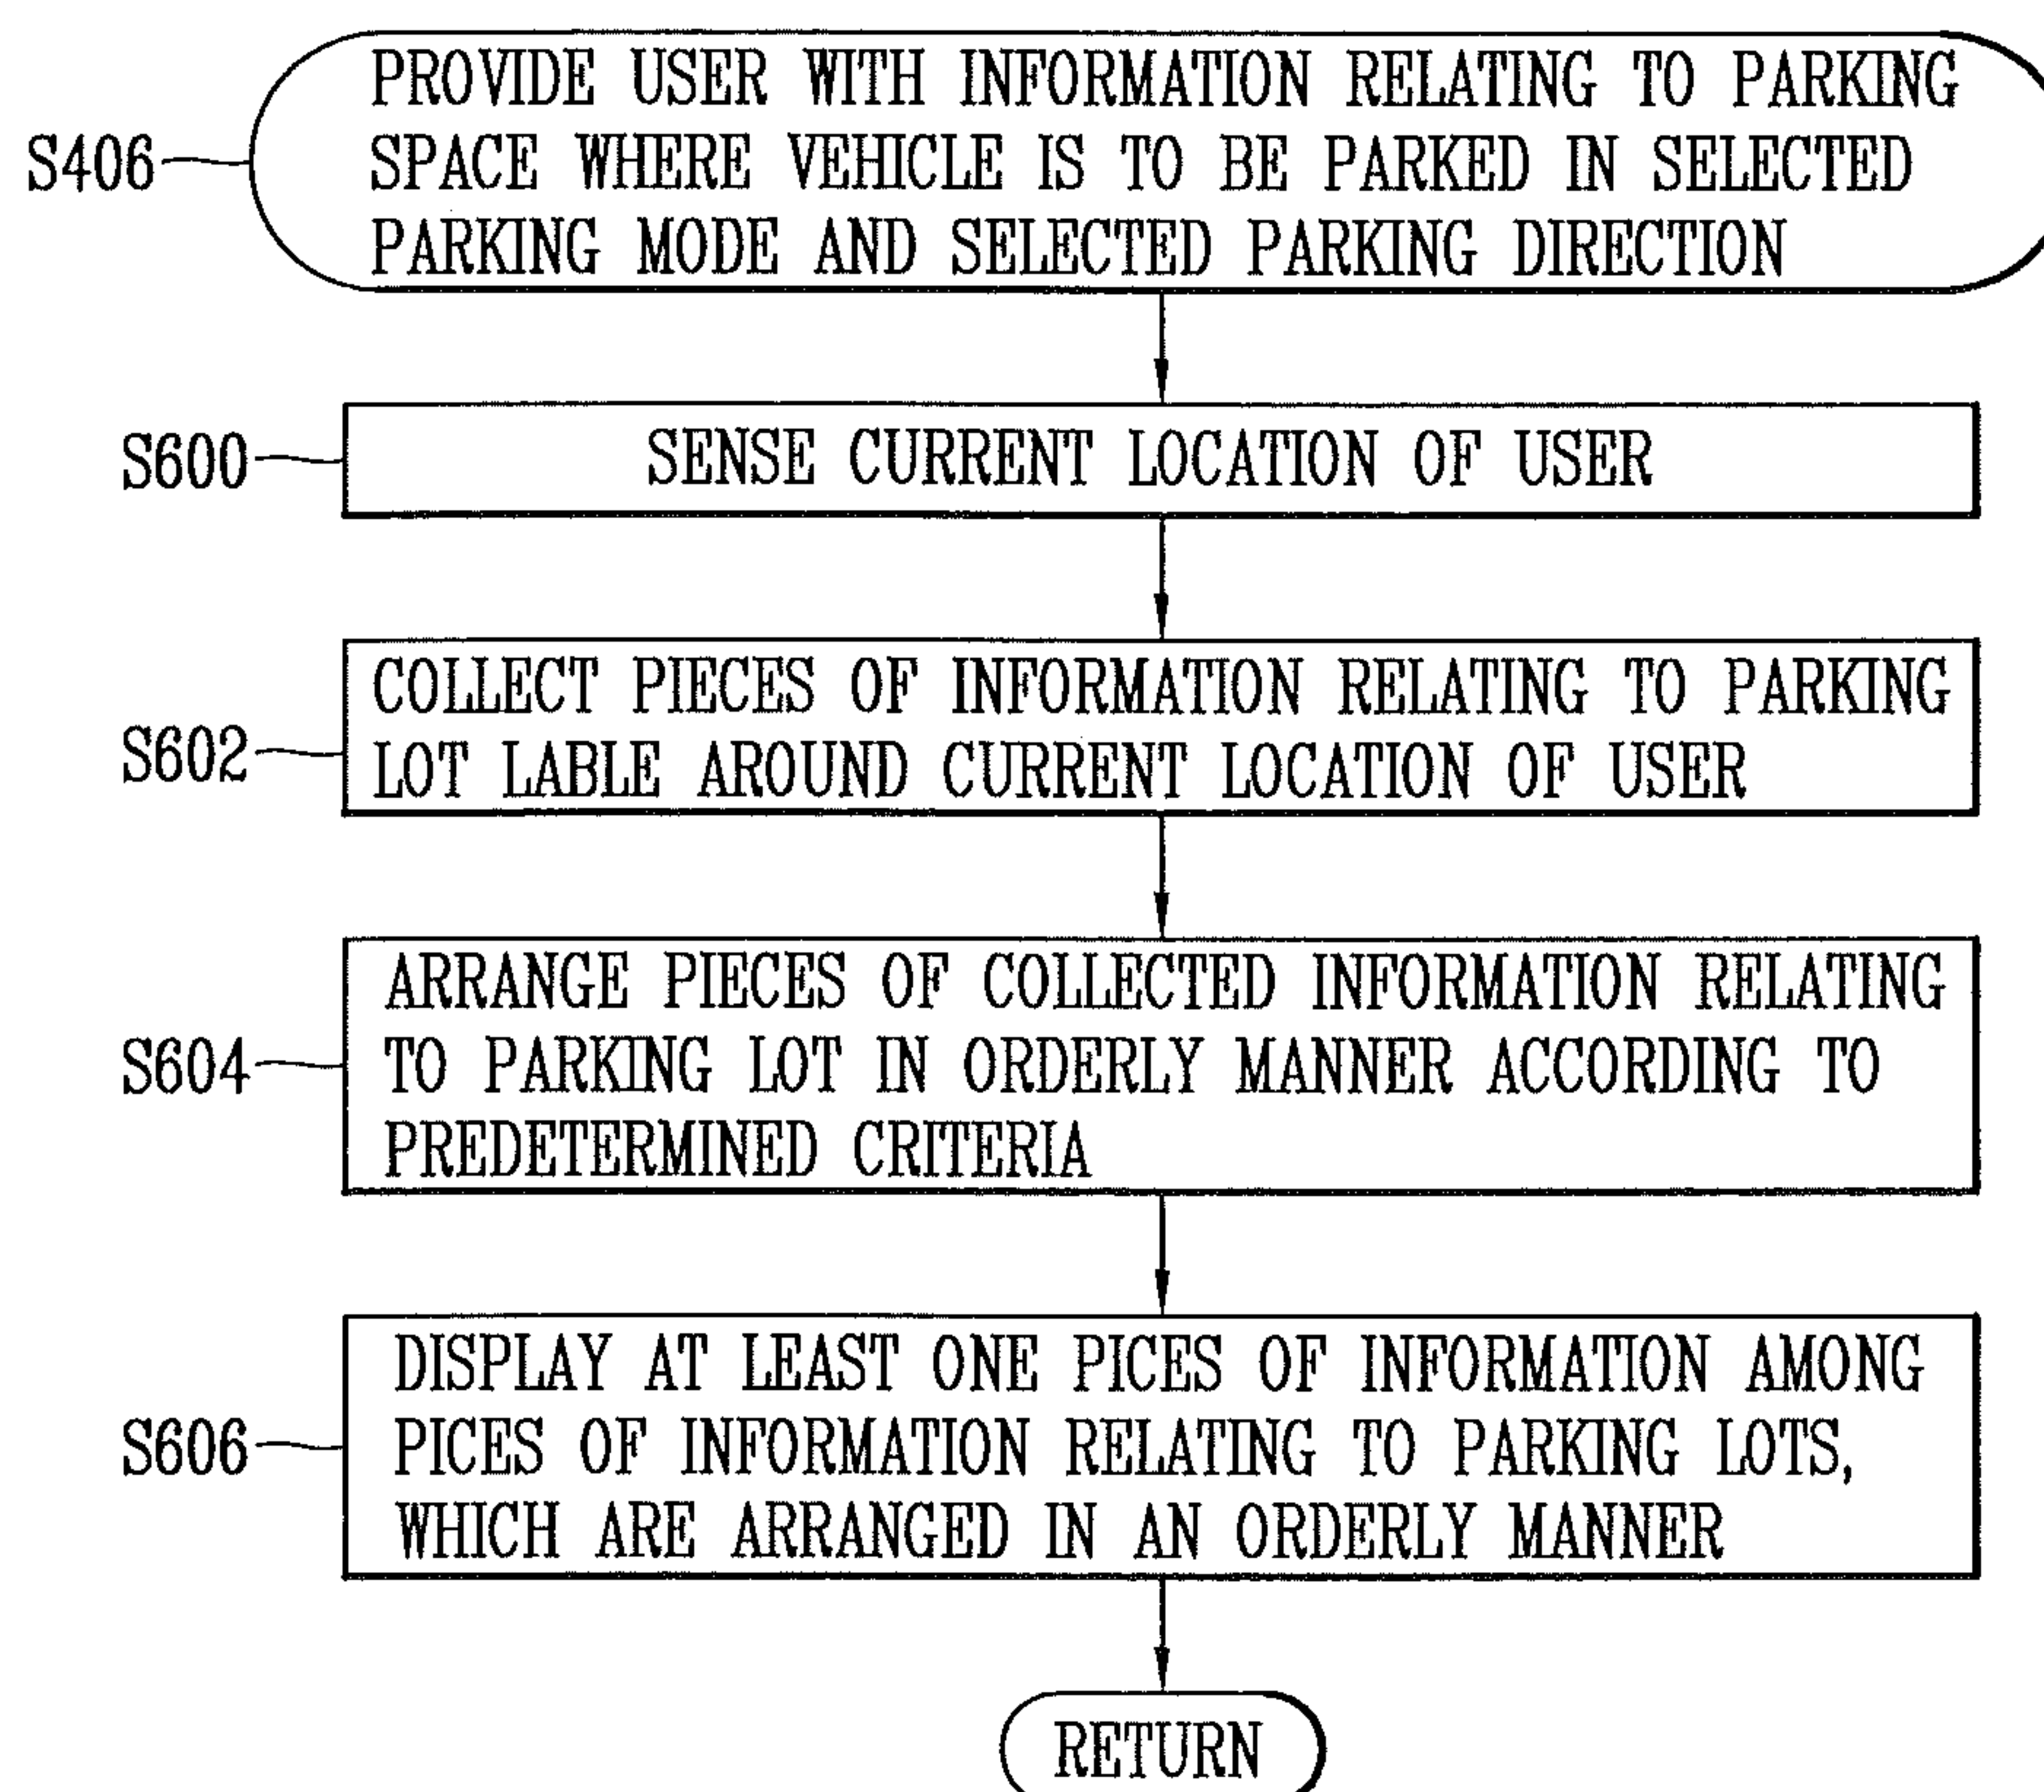 PROVIDE USER WITH INFORMATION RELATING TO PARKING
SPACE WHERE VEHICLE IS TO BE PARKED IN SELECTED
PARKING MODE AND SELECTED PARKING DIRECTION
S406
SENSE CURRENT LOCATION OF USER
S600
COLLECT PIECES OF INFORMATION RELATING TO PARKING
LOT LABLE AROUND CURRENT LOCATION OF USER
S602
ARRANGE PIECES OF COLLECTED INFORMATION RELATING
TO PARKING LOT IN ORDERLY MANNER ACCORDING TO
PREDETERMINED CRITERIA
S604
DISPLAY AT LEAST ONE PICES OF INFORMATION AMONG
PICES OF INFORMATION RELATING TO PARKING LOTS,
WHICH ARE ARRANGED IN AN ORDERLY MANNER
S606
RETURN